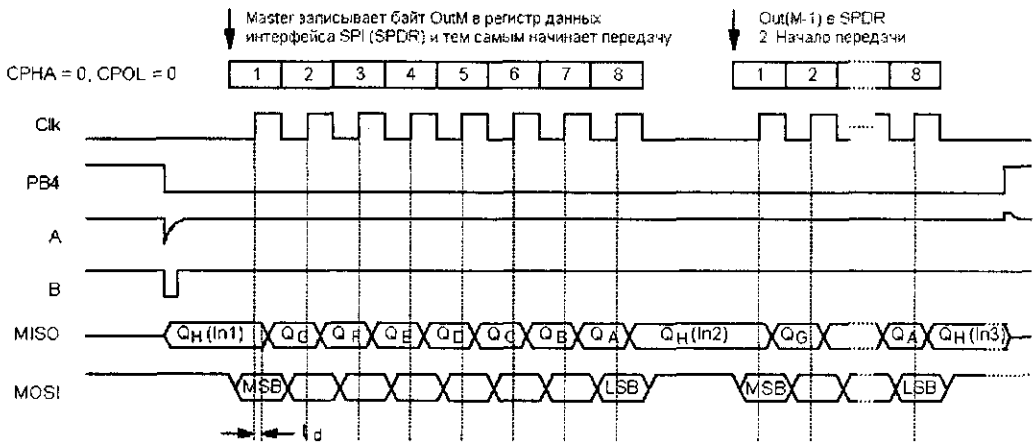 Master записывает байт OutM в регистр данных
интерфейса SPI (SPDR) и тем самым начинает передачу
Out(M-1) в SPDR
2 Начало передачи
CPHA = 0, CPOL = 0
1 2 3 4 5 6 7 8
1 2 8
Clk
PB4
A
B
MISO
QH(In1) QG QF QE QD QC QB QA QH(In2) QG QA QH(In3)
MOSI
MSB LSB MSB LSB
td